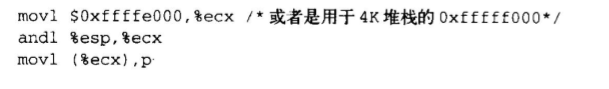 movl $0xffffe000,%ecx /*或者是用于4K堆栈的0xfffff000*/
andl %esp,%ecx
movl (%ecx),p